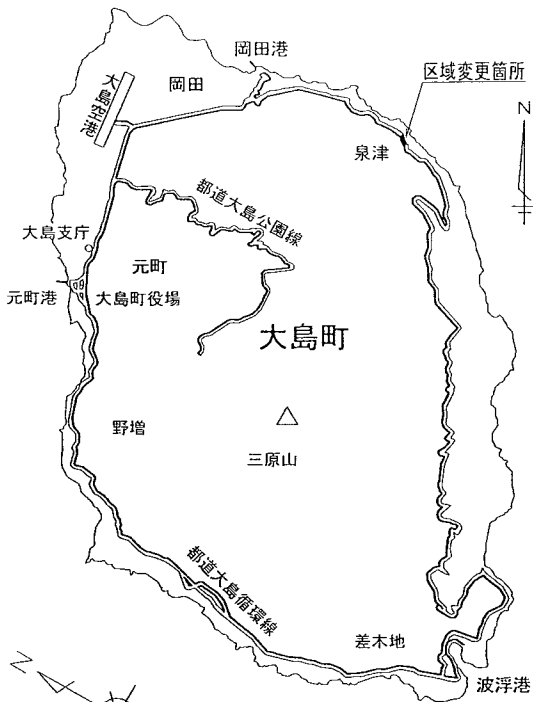 岡田港
区域変更箇所
岡田
大島空港
N
泉津
都道大島公園線
大島支庁
元町
元町港
大島町役場
大島町
野増
三原山
都道大島循環線
差木地
波浮港
N